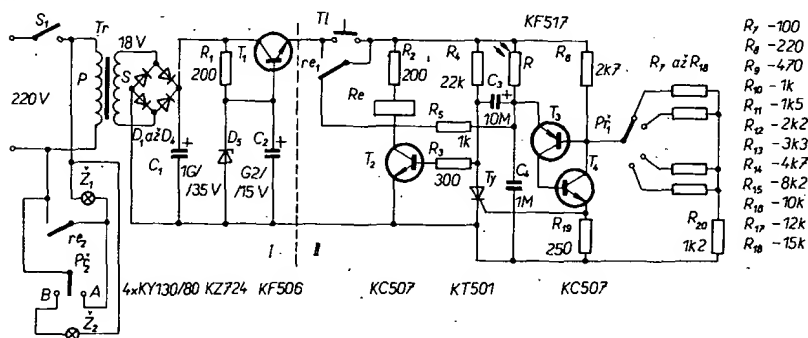 S1
Tr
18V
220V
P
S
D1 až D4
R1
200
T1
C1
1G/
/35 V
D5
C2
G2/
/15 V
Tl
re1
R2
200
Re
R4
22k
C3
10M
R
R5
1k
T2
R3
300
Ty
C4
1M
KF517
R6
2k7
T3
T4
R19
250
Př1
R7 až R18
R20
1k2
Ž1
re2
Př2
B
A
Ž2
I
II
4xKY130/80 KZ724 KF506 KC507 KT501 KC507
R7 -100
R8 -220
R9 -470
R10 -1k
R11 -1k5
R12 -2k2
R13 -3k3
R14 -4k7
R15 -8k2
R16 -10k
R17 -12k
R18 -15k